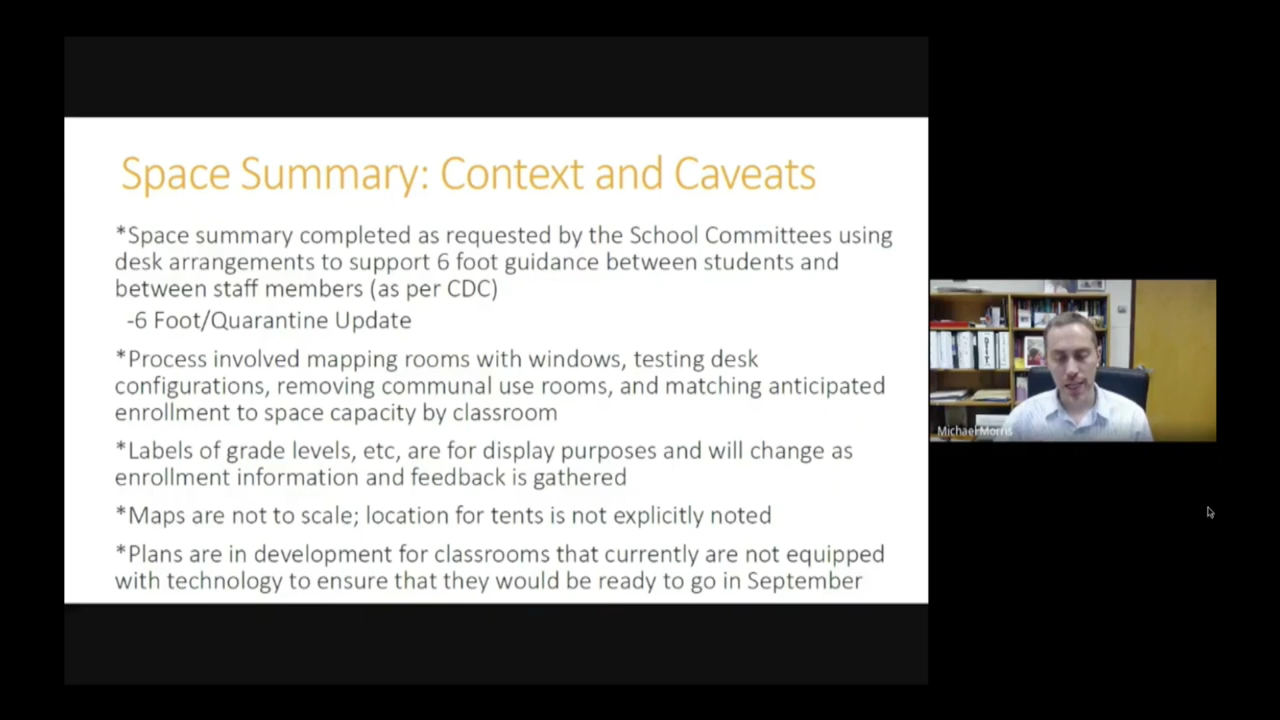 Space Summary: Context and Caveats
*Space summary completed as requested by the School Committees using
desk arrangements to support 6 foot guidance between students and
between staff members (as per CDC)
-6 Foot/Quarantine Update
*Process involved mapping rooms with windows, testing desk
configurations, removing communal use rooms, and matching anticipated
enrollment to space capacity by classroom
*Labels of grade levels, etc, are for display purposes and will change as
enrollment information and feedback is gathered
*Maps are not to scale; location for tents is not explicitly noted
*Plans are in development for classrooms that currently are not equipped
with technology to ensure that they would be ready to go in September
Michael Morris